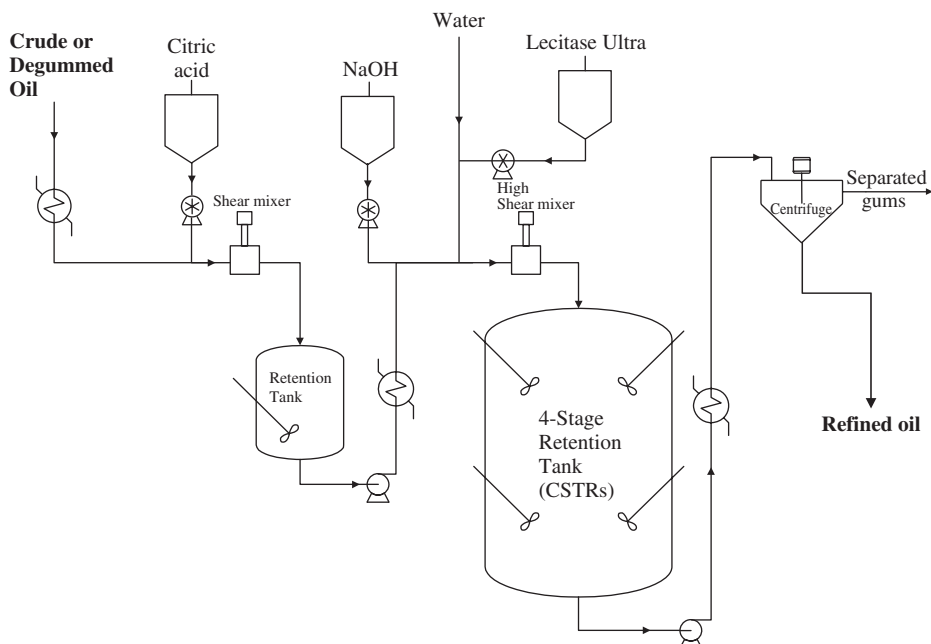 Crude or
Degummed
Oil
Citric
acid
NaOH
Water
Lecitase Ultra
Shear mixer
High
Shear mixer
Centrifuge
Separated
gums
Retention
Tank
4-Stage
Retention
Tank
(CSTRs)
Refined oil